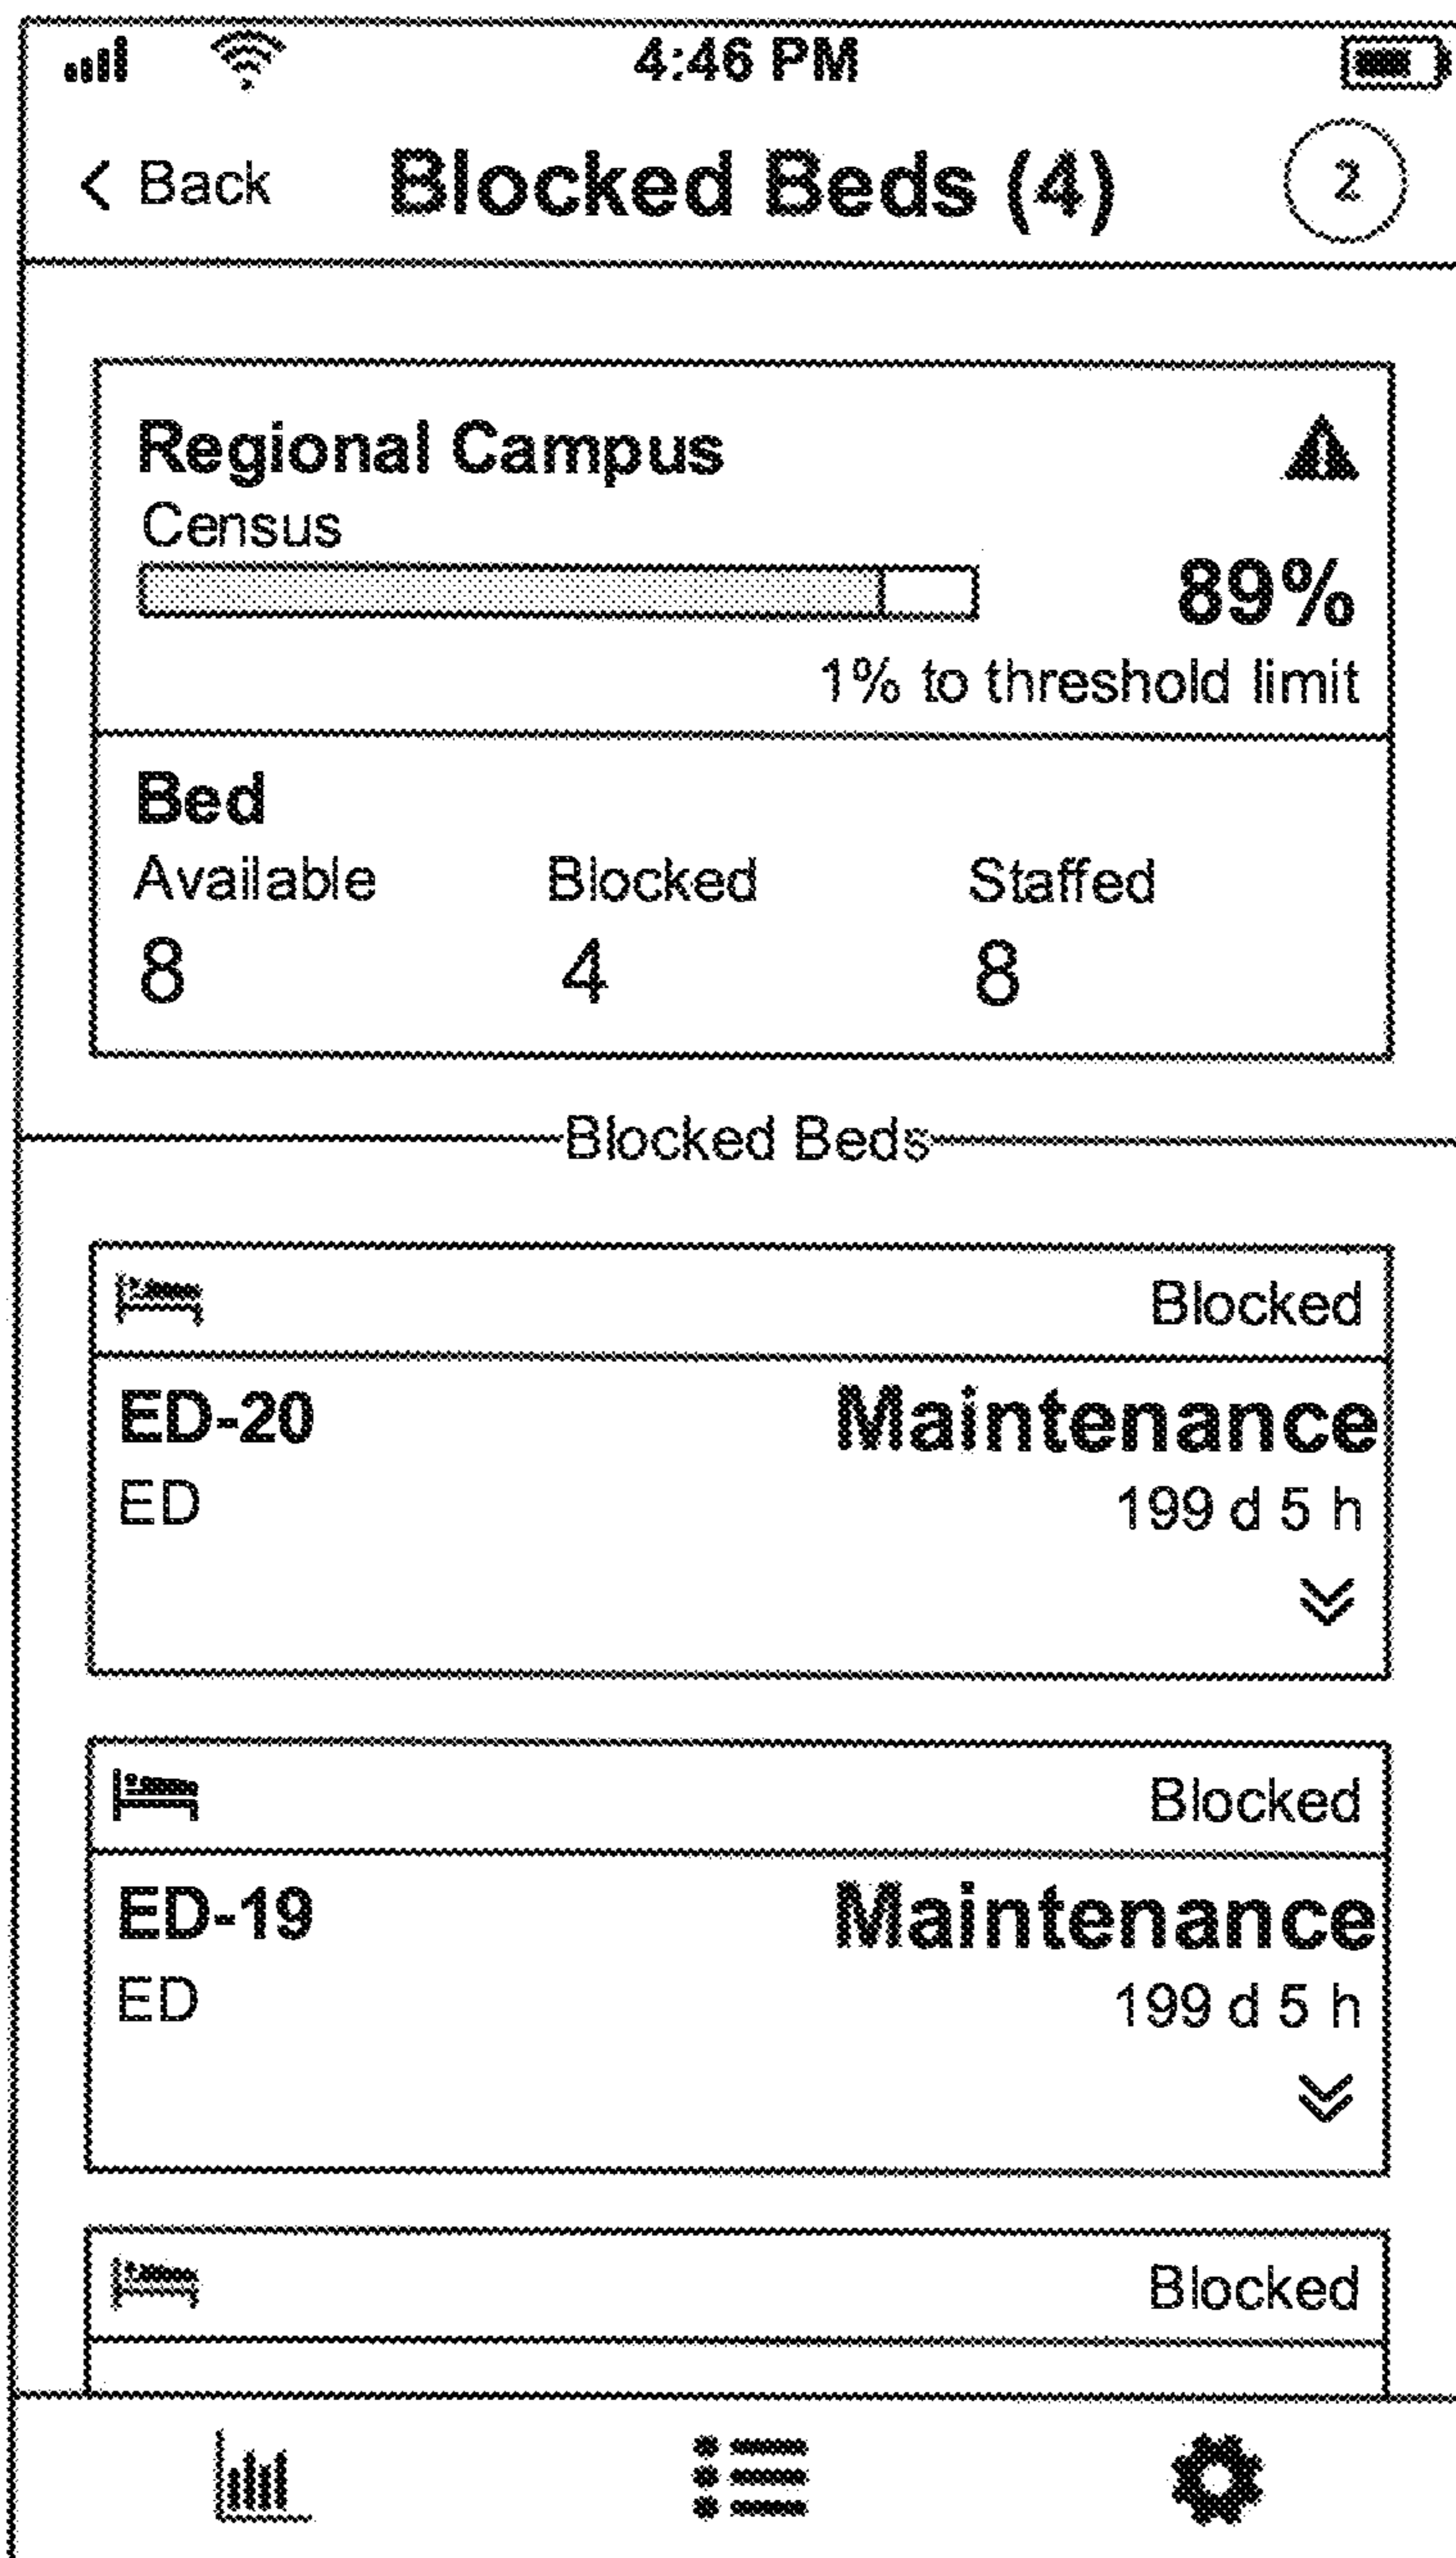 4:46 PM
Back Blocked Beds (4) 2
Regional Campus
Census
89%
1% to threshold limit
Bed
Available Blocked Staffed
8 4 8
Blocked Beds
Blocked
ED-20 Maintenance
ED 199 d 5 h
Blocked
ED-19 Maintenance
ED 199 d 5 h
Blocked